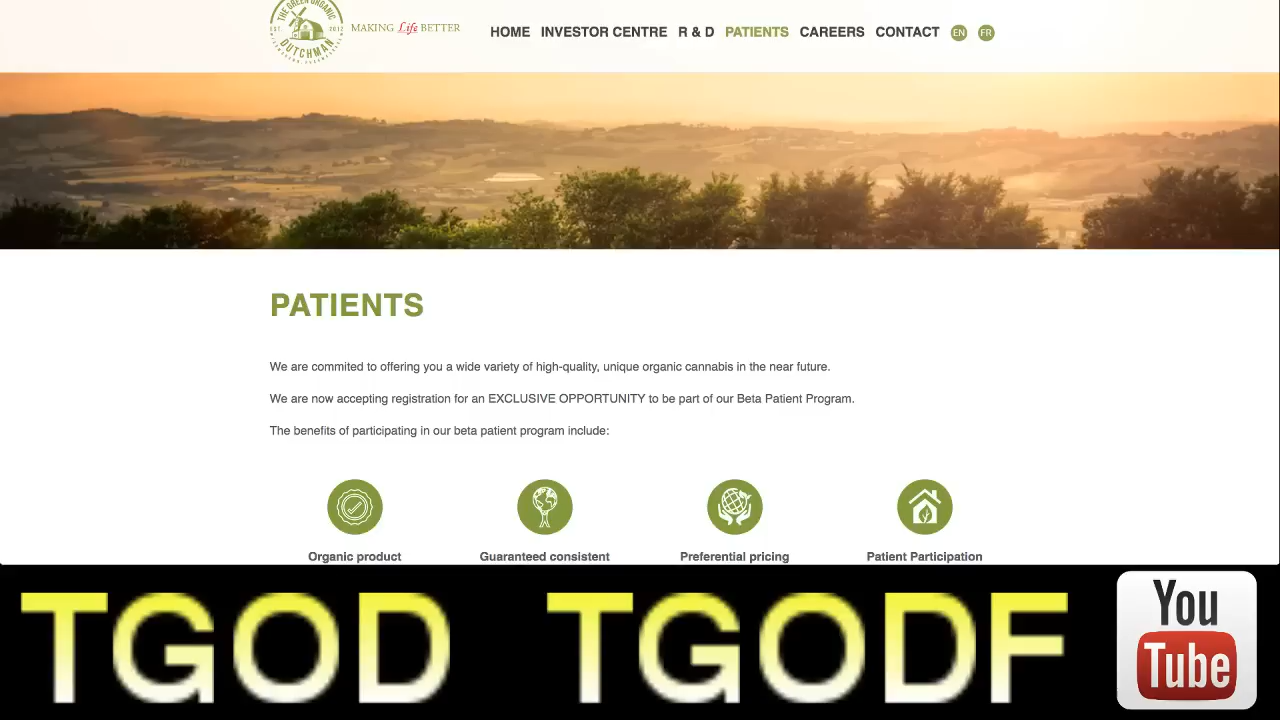 THE GREEN ORGANIC
EST. 2012
DUTCHMAN
MAKING Life BETTER
HOME INVESTOR CENTRE R & D PATIENTS CAREERS CONTACT EN FR
PATIENTS
We are commited to offering you a wide variety of high-quality, unique organic cannabis in the near future.
We are now accepting registration for an EXCLUSIVE OPPORTUNITY to be part of our Beta Patient Program.
The benefits of participating in our beta patient program include:
Organic product Guaranteed consistent Preferential pricing Patient Participation
TGOD TGODF
You
Tube